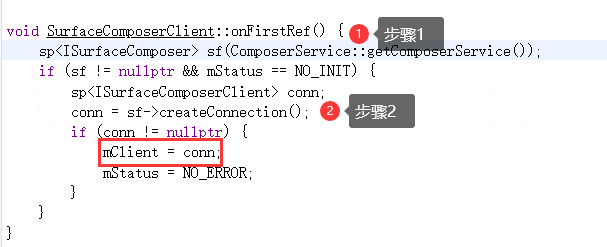 void SurfaceComposerClient::onFirstRef() { 1 步骤1
    sp<ISurfaceComposer> sf(ComposerService::getComposerService());
    if (sf != nullptr && mStatus == NO_INIT) {
        sp<ISurfaceComposerClient> conn;
        conn = sf->createConnection(); 2 步骤2
        if (conn != nullptr) {
            mClient = conn;
            mStatus = NO_ERROR;
        }
    }
}